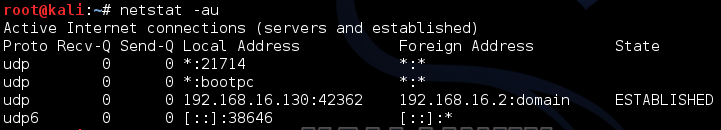 root@kali:~# netstat -au
Active Internet connections (servers and established)
Proto Recv-Q Send-Q Local Address           Foreign Address         State
udp        0      0 *:21714                 *:*
udp        0      0 *:bootpc                *:*
udp        0      0 192.168.16.130:42362    192.168.16.2:domain     ESTABLISHED
udp6       0      0 [::]:38646              [::]:*